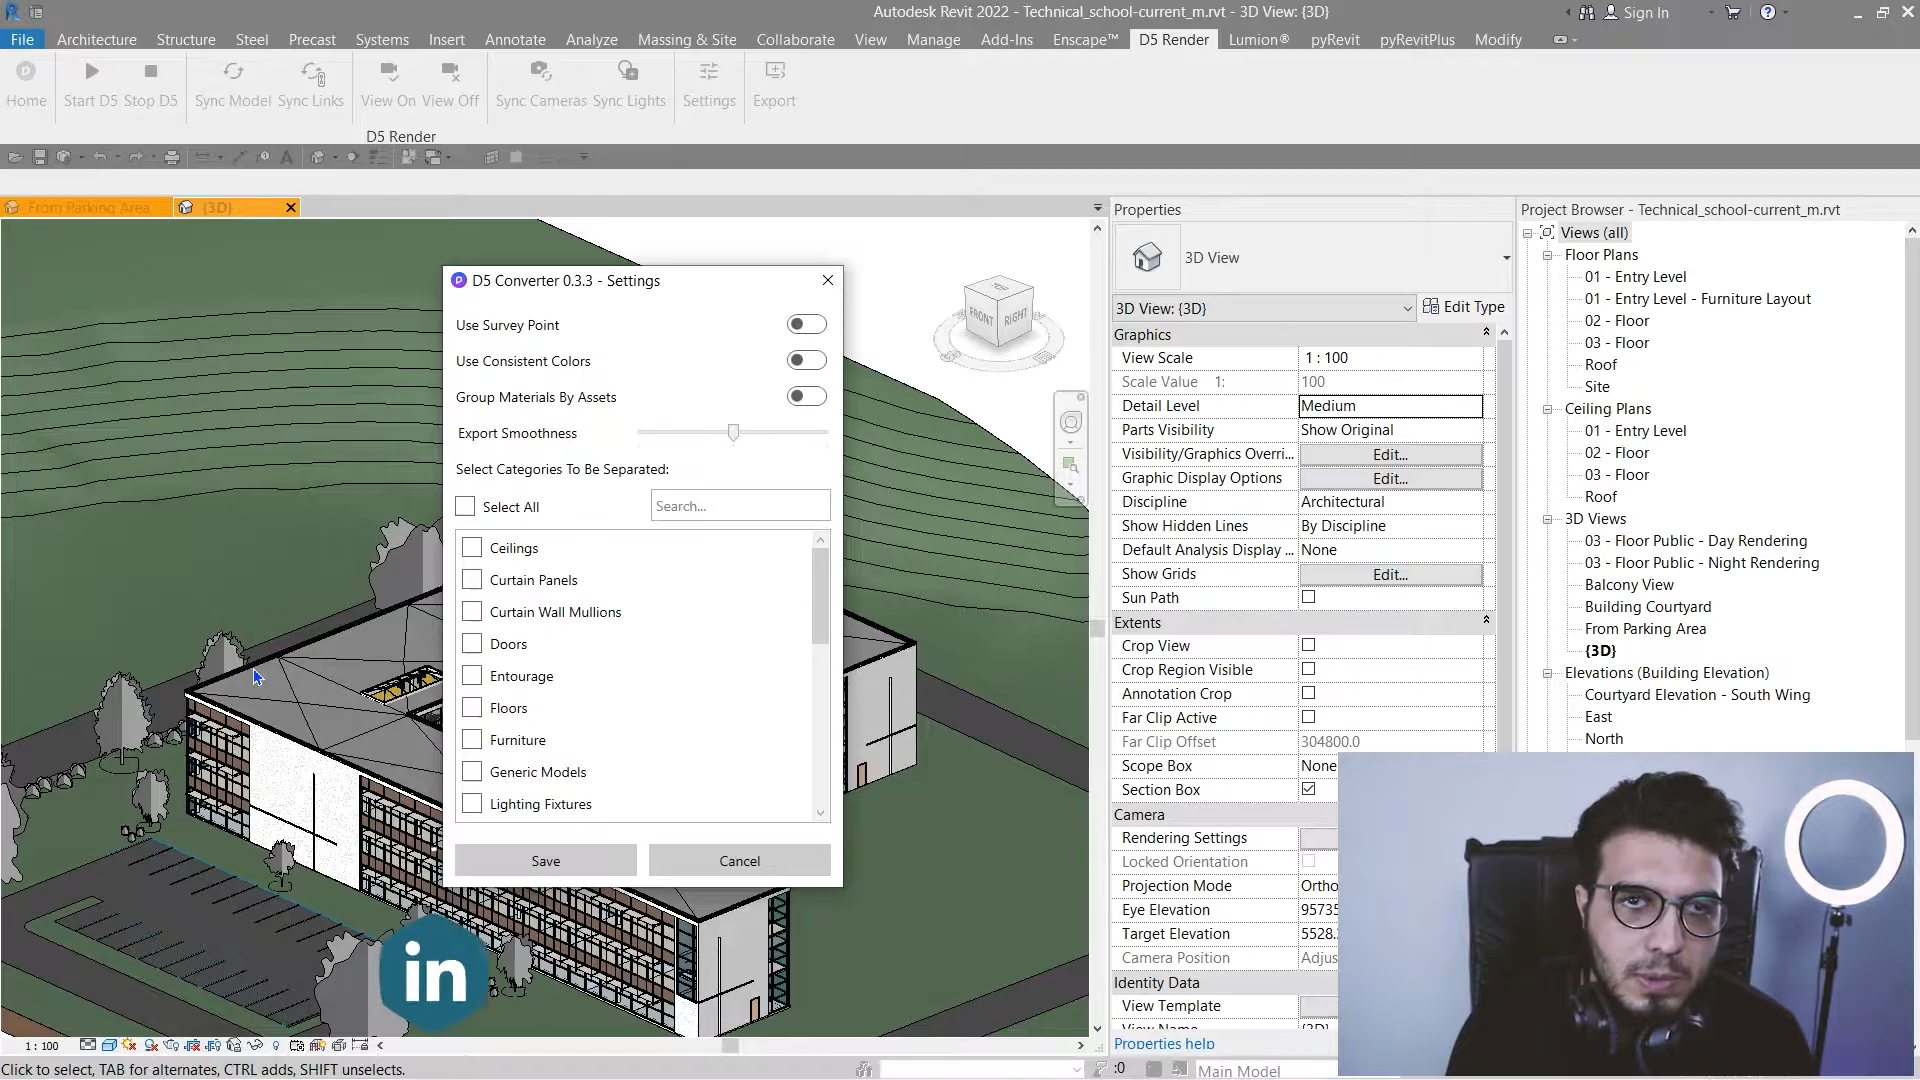 Autodesk Revit 2022 - Technical_school-current_m.rvt - 3D View: {3D}
Sign In
File Architecture Structure Steel Precast Systems Insert Annotate Analyze Massing & Site Collaborate View Manage Add-Ins Enscape™ D5 Render Lumion® pyRevit pyRevitPlus Modify
Home Start D5 Stop D5 Sync Model Sync Links View On View Off Sync Cameras Sync Lights Settings Export
D5 Render
From Parking Area
{3D}
TOP
FRONT
RIGHT
D5 Converter 0.3.3 - Settings
Use Survey Point
Use Consistent Colors
Group Materials By Assets
Export Smoothness
Select Categories To Be Separated:
Select All
Search...
Ceilings
Curtain Panels
Curtain Wall Mullions
Doors
Entourage
Floors
Furniture
Generic Models
Lighting Fixtures
Save
Cancel
in
Properties
3D View
3D View: {3D}
Edit Type
Graphics
View Scale 1 : 100
Scale Value 1: 100
Detail Level Medium
Parts Visibility Show Original
Visibility/Graphics Overri... Edit...
Graphic Display Options Edit...
Discipline Architectural
Show Hidden Lines By Discipline
Default Analysis Display ... None
Show Grids Edit...
Sun Path
Extents
Crop View
Crop Region Visible
Annotation Crop
Far Clip Active
Far Clip Offset 304800.0
Scope Box None
Section Box
Camera
Rendering Settings
Locked Orientation
Projection Mode Ortho
Eye Elevation 95735
Target Elevation 5528.
Camera Position Adjus
Identity Data
View Template
View Name {3D}
Properties help
Project Browser - Technical_school-current_m.rvt
Views (all)
Floor Plans
01 - Entry Level
01 - Entry Level - Furniture Layout
02 - Floor
03 - Floor
Roof
Site
Ceiling Plans
01 - Entry Level
02 - Floor
03 - Floor
Roof
3D Views
03 - Floor Public - Day Rendering
03 - Floor Public - Night Rendering
Balcony View
Building Courtyard
From Parking Area
{3D}
Elevations (Building Elevation)
Courtyard Elevation - South Wing
East
North
1 : 100
Click to select, TAB for alternates, CTRL adds, SHIFT unselects.
:0
Main Model